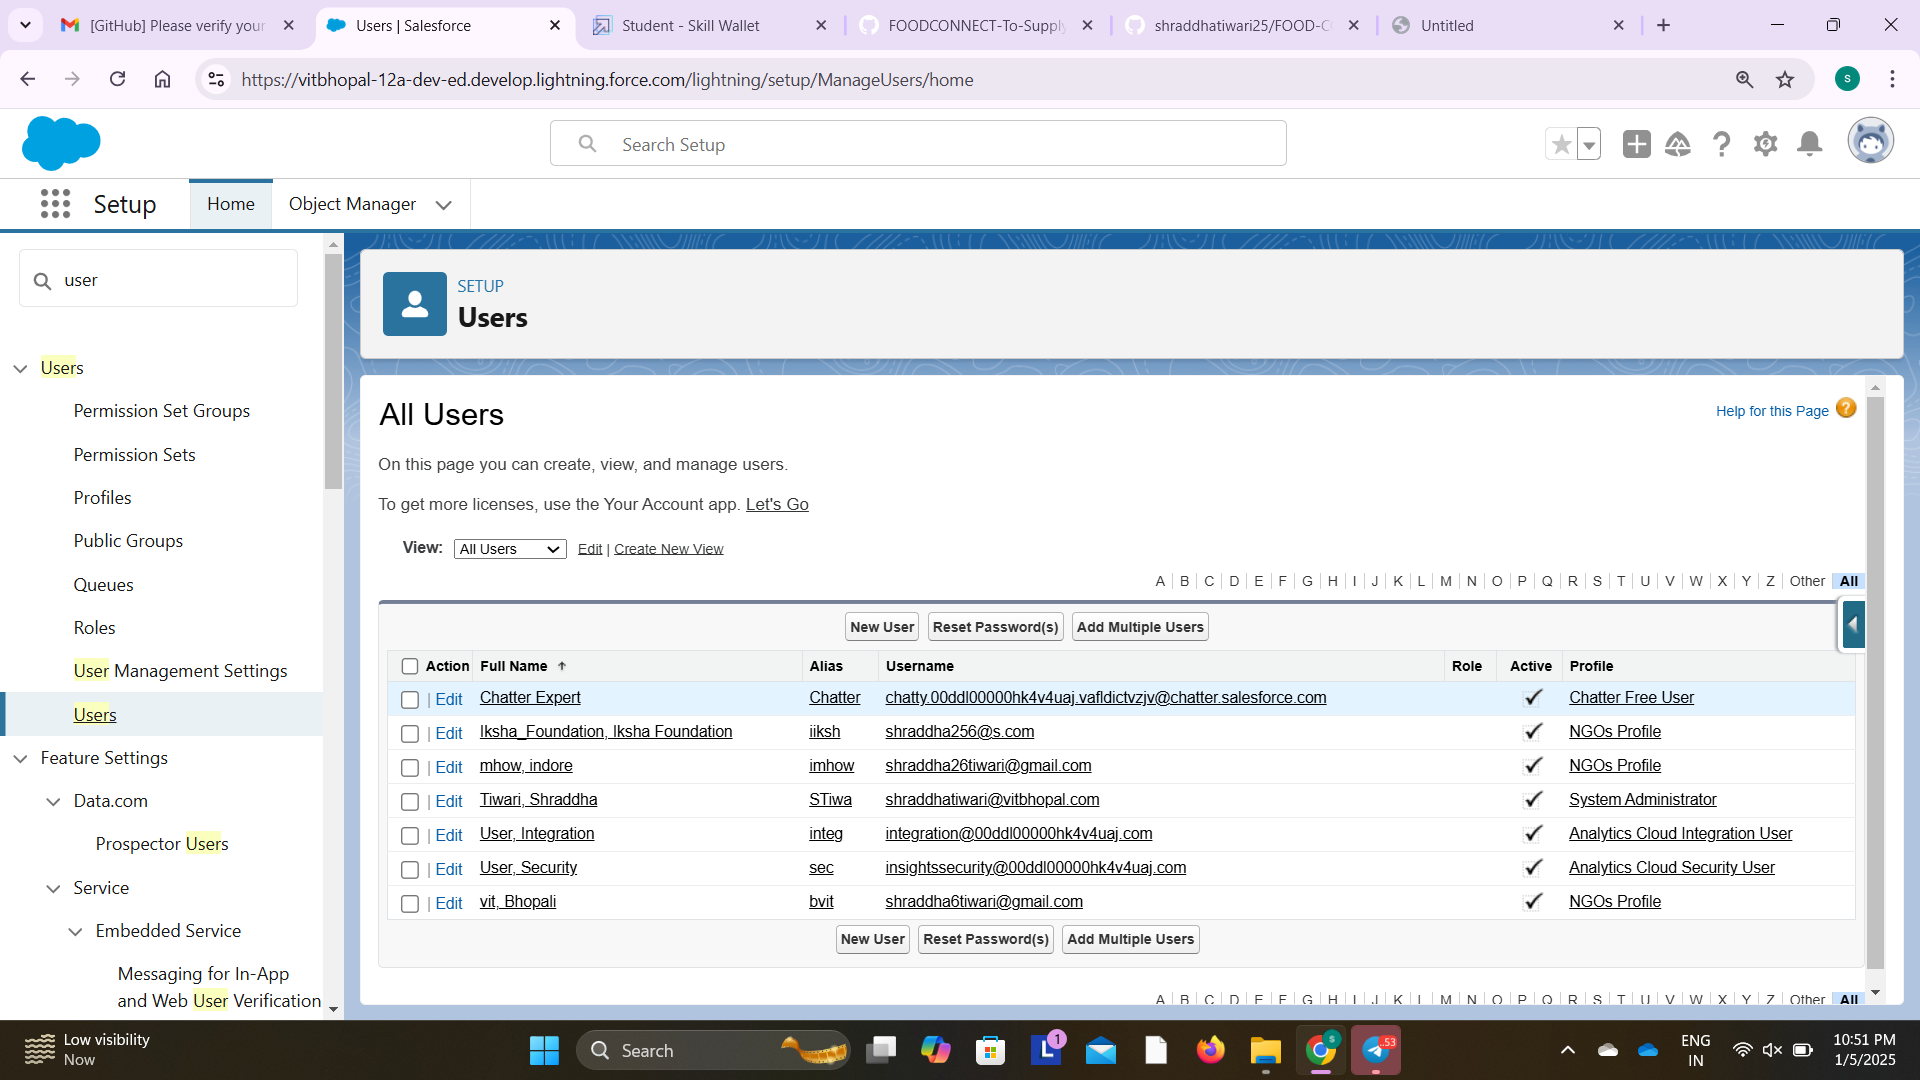 [GitHub] Please verify your
Users | Salesforce
Student - Skill Wallet
FOODCONNECT-To-Supply
shraddhatiwari25/FOOD-C
Untitled
https://vitbhopal-12a-dev-ed.develop.lightning.force.com/lightning/setup/ManageUsers/home
S
Search Setup
Setup
Home
Object Manager
user
Users
Permission Set Groups
Permission Sets
Profiles
Public Groups
Queues
Roles
User Management Settings
Users
Feature Settings
Data.com
Prospector Users
Service
Embedded Service
Messaging for In-App
and Web User Verification
SETUP
Users
All Users
Help for this Page ?
On this page you can create, view, and manage users.
To get more licenses, use the Your Account app. Let's Go
View: All Users Edit | Create New View
A | B | C | D | E | F | G | H | I | J | K | L | M | N | O | P | Q | R | S | T | U | V | W | X | Y | Z | Other | All
New User Reset Password(s) Add Multiple Users
Action Full Name ↑ Alias Username Role Active Profile
| Edit Chatter Expert Chatter chatty.00ddl00000hk4v4uaj.vafldictvzjv@chatter.salesforce.com ✓ Chatter Free User
| Edit Iksha_Foundation, Iksha Foundation iiksh shraddha256@s.com ✓ NGOs Profile
| Edit mhow, indore imhow shraddha26tiwari@gmail.com ✓ NGOs Profile
| Edit Tiwari, Shraddha STiwa shraddhatiwari@vitbhopal.com ✓ System Administrator
| Edit User, Integration integ integration@00ddl00000hk4v4uaj.com ✓ Analytics Cloud Integration User
| Edit User, Security sec insightssecurity@00ddl00000hk4v4uaj.com ✓ Analytics Cloud Security User
| Edit vit, Bhopali bvit shraddha6tiwari@gmail.com ✓ NGOs Profile
New User Reset Password(s) Add Multiple Users
A | B | C | D | E | F | G | H | I | J | K | L | M | N | O | P | Q | R | S | T | U | V | W | X | Y | Z | Other | All
Low visibility
Now
Search
1
L
S
.53
ENG
IN
10:51 PM
1/5/2025